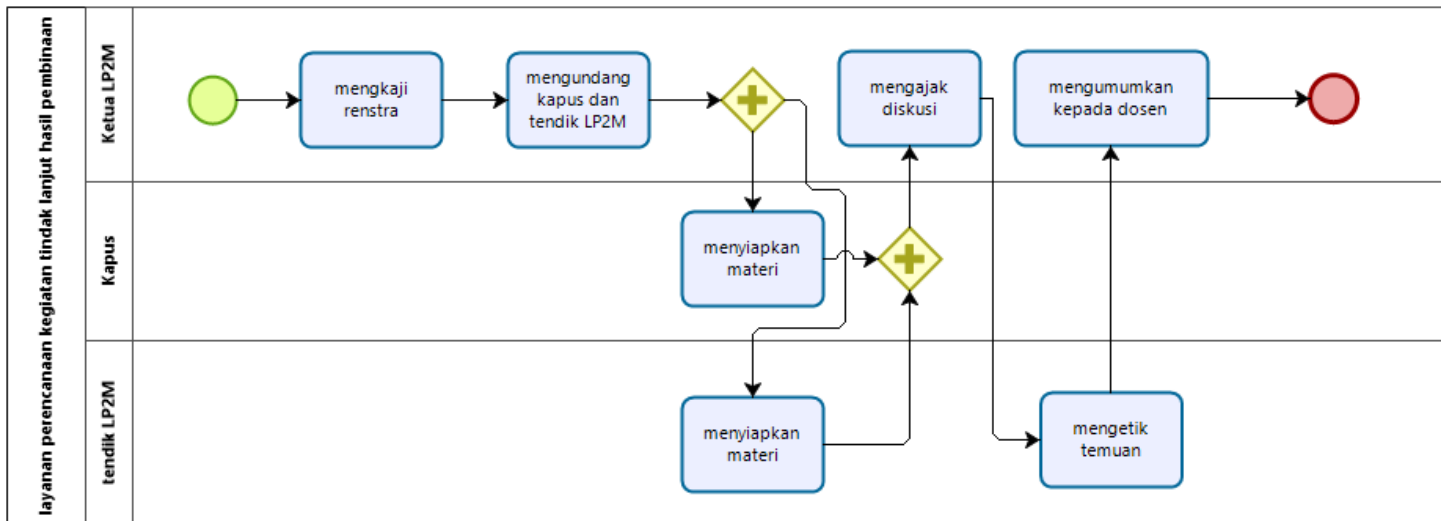 layanan perencanaan kegiatan tindak lanjut hasil pembinaan
Ketua LP2M
mengkaji
renstra
mengundang
kapus dan
tendik LP2M
mengajak
diskusi
mengumumkan
kepada dosen
Kapus
menyiapkan
materi
tendik LP2M
menyiapkan
materi
mengetik
temuan